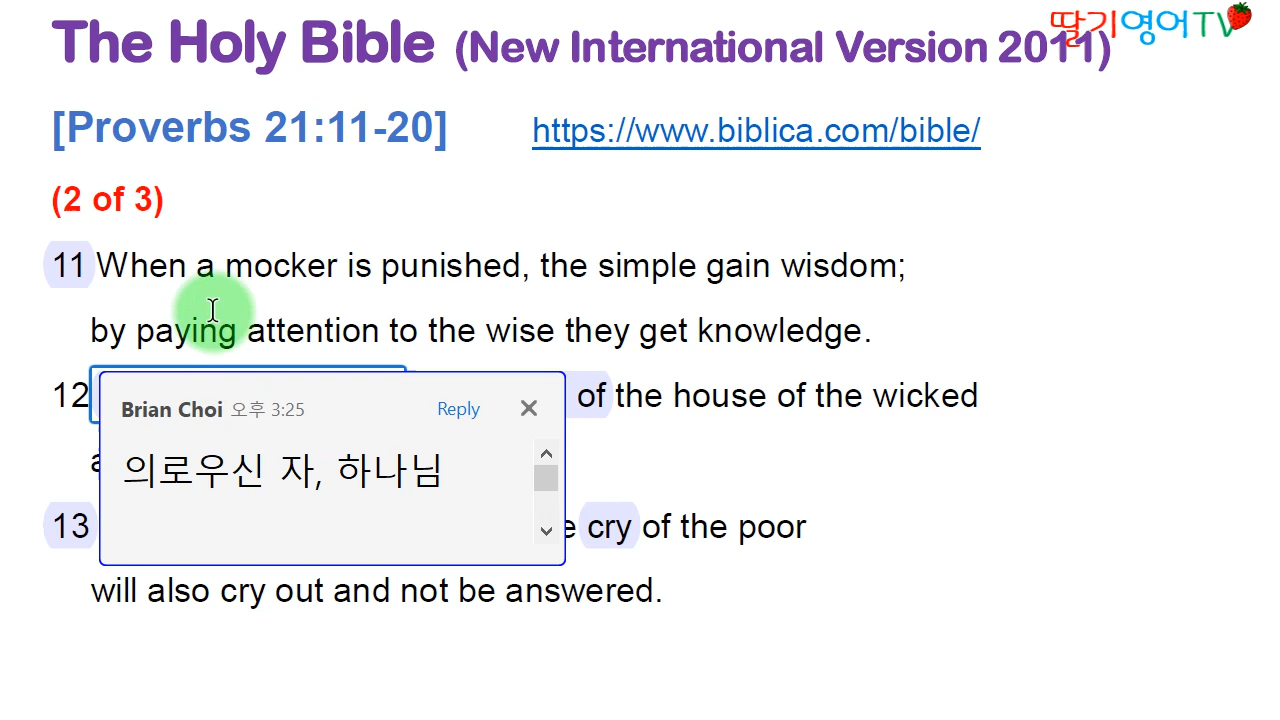 The Holy Bible (New International Version 2011)
딸기영어TV
[Proverbs 21:11-20] https://www.biblica.com/bible/
(2 of 3)
11 When a mocker is punished, the simple gain wisdom;
by paying attention to the wise they get knowledge.
12 of the house of the wicked
Brian Choi 오후 3:25 Reply
의로우신 자, 하나님
13 cry of the poor
will also cry out and not be answered.